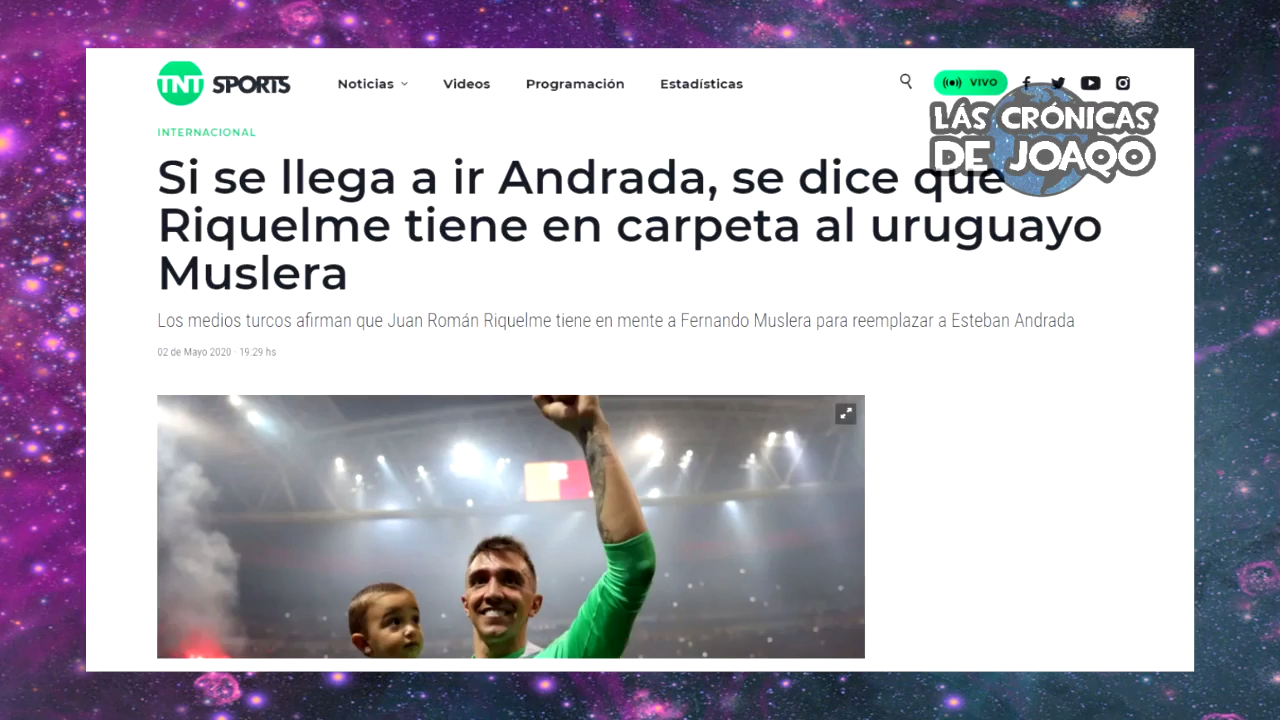 TNT SPORTS
Noticias
Videos
Programación
Estadísticas
VIVO
LÁS CRÓNICAS
DE JOAQO
INTERNACIONAL
Si se llega a ir Andrada, se dice que
Riquelme tiene en carpeta al uruguayo
Muslera
Los medios turcos afirman que Juan Román Riquelme tiene en mente a Fernando Muslera para reemplazar a Esteban Andrada
02 de Mayo 2020 · 19:29 hs